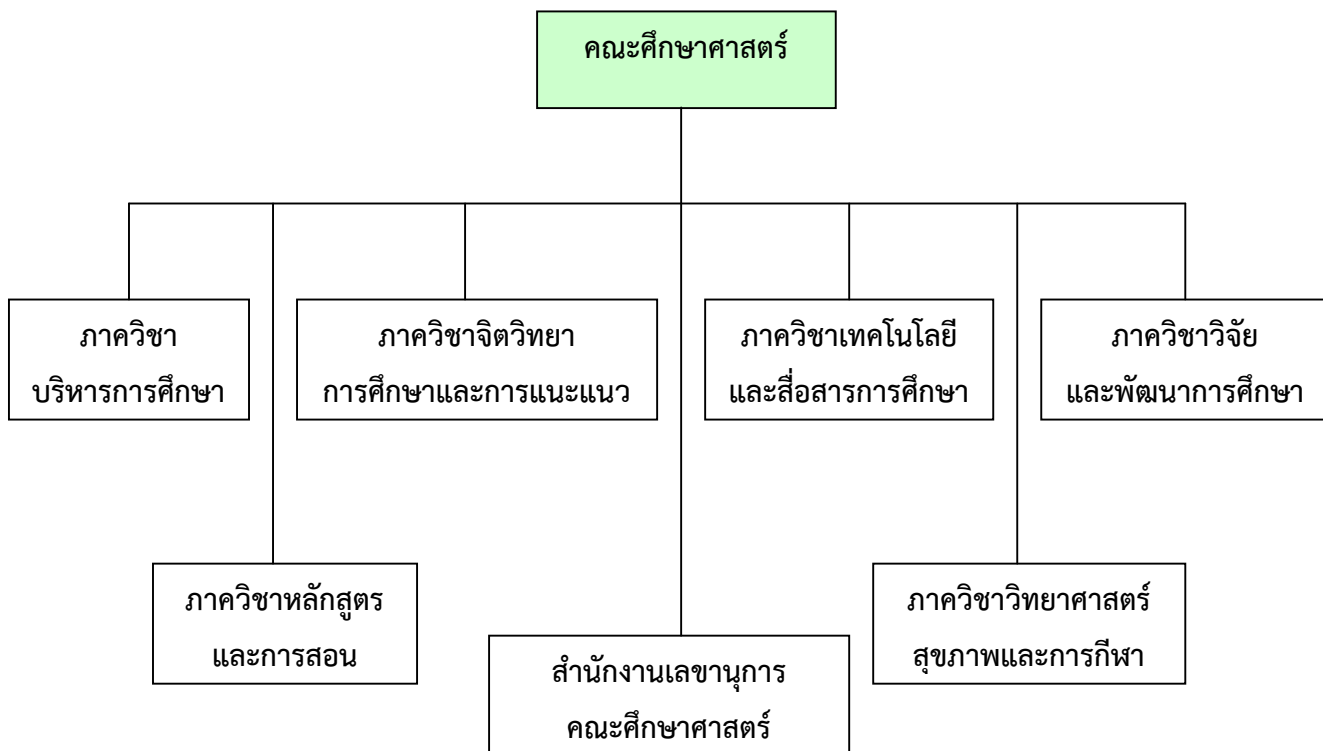 คณะศึกษาศาสตร์
ภาควิชา
บริหารการศึกษา
ภาควิชาจิตวิทยา
การศึกษาและการแนะแนว
ภาควิชาเทคโนโลยี
และสื่อสารการศึกษา
ภาควิชาวิจัย
และพัฒนาการศึกษา
ภาควิชาหลักสูตร
และการสอน
ภาควิชาวิทยาศาสตร์
สุขภาพและการกีฬา
สำนักงานเลขานุการ
คณะศึกษาศาสตร์